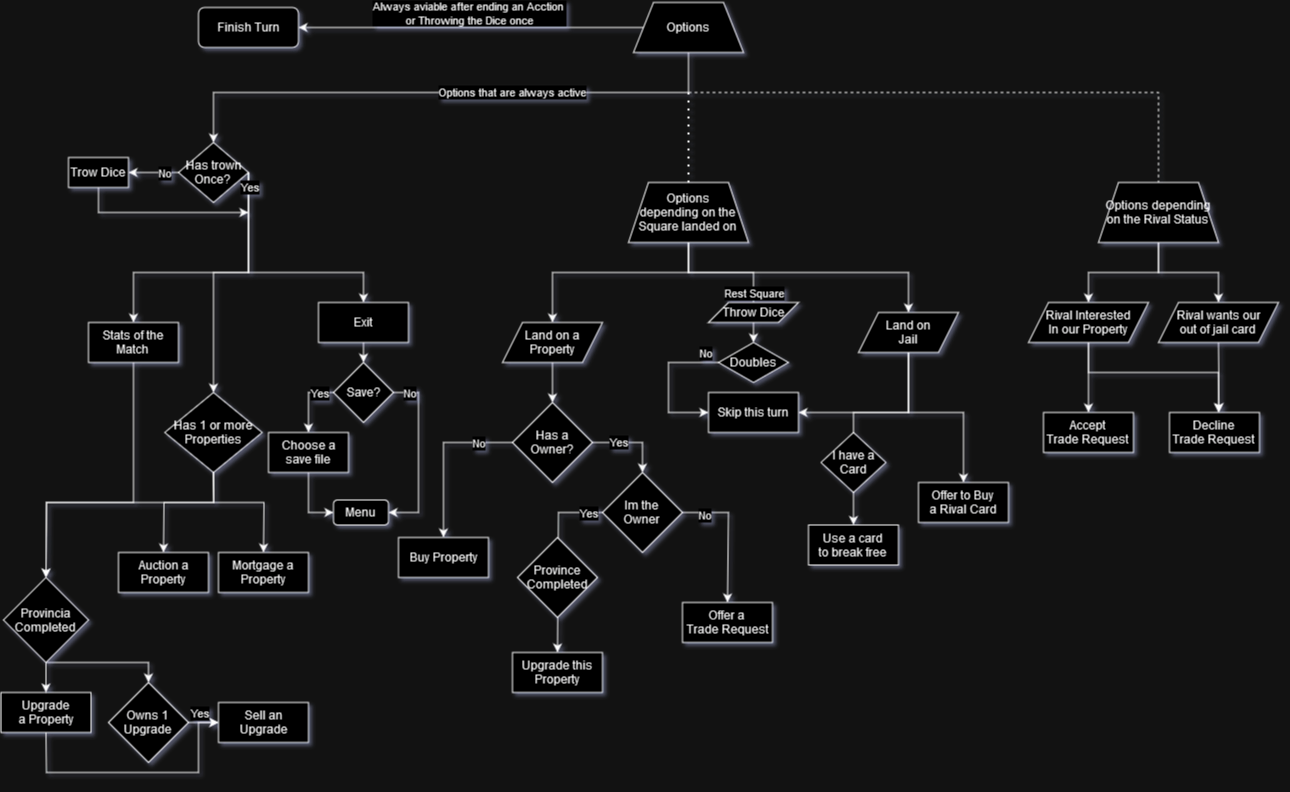 Always aviable after ending an Acction
or Throwing the Dice once
Finish Turn
Options
Options that are always active
Has trown
Once?
No
Trow Dice
Yes
Options
depending on the
Square landed on
Options depending
on the Rival Status
Stats of the
Match
Exit
Save?
Yes
No
Choose a
save file
Menu
Has 1 or more
Properties
Auction a
Property
Mortgage a
Property
Provincia
Completed
Upgrade
a Property
Owns 1
Upgrade
Yes
Sell an
Upgrade
Land on a
Property
Has a
Owner?
No
Yes
Buy Property
Im the
Owner
Yes
No
Province
Completed
Upgrade this
Property
Offer a
Trade Request
Rest Square
Throw Dice
Doubles
No
Skip this turn
Land on
Jail
I have a
Card
Use a card
to break free
Offer to Buy
a Rival Card
Rival Interested
In our Property
Rival wants our
out of jail card
Accept
Trade Request
Decline
Trade Request